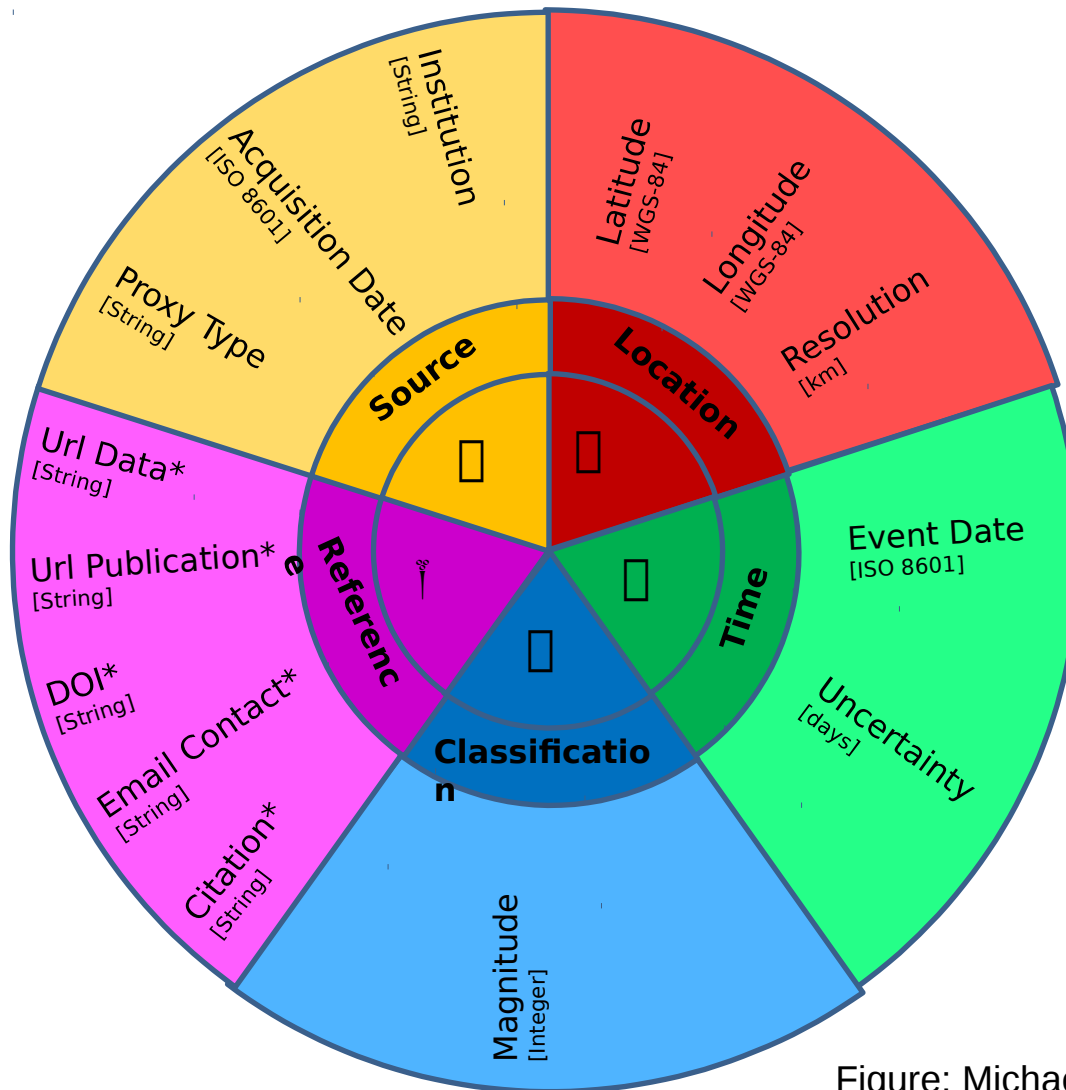 Institution
[String]
Acquisition Date
[ISO 8601]
Proxy Type
[String]
Source
Latitude
[WGS-84]
Longitude
[WGS-84]
Resolution
[km]
Location
Event Date
[ISO 8601]
Uncertainty
[days]
Time
Magnitude
[Integer]
Classificatio
n
Url Data*
[String]
Url Publication*
[String]
DOI*
[String]
Email Contact*
[String]
Citation*
[String]
Referenc
e
Figure: